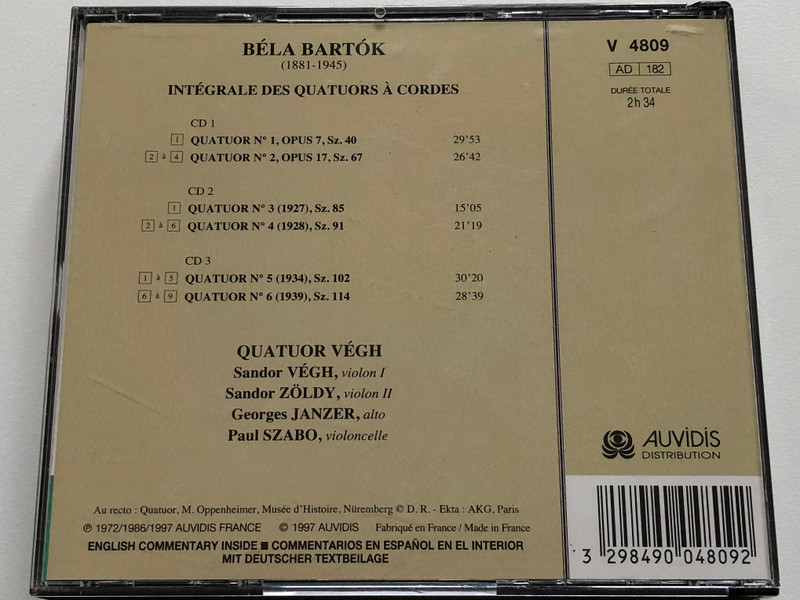 BÉLA BARTÓK
(1881-1945)
INTÉGRALE DES QUATUORS À CORDES
CD 1
1 QUATUOR N° 1, OPUS 7, Sz. 40 29'53
2 à 4 QUATUOR N° 2, OPUS 17, Sz. 67 26'42
CD 2
1 QUATUOR N° 3 (1927), Sz. 85 15'05
2 à 6 QUATUOR N° 4 (1928), Sz. 91 21'19
CD 3
1 à 5 QUATUOR N° 5 (1934), Sz. 102 30'20
6 à 9 QUATUOR N° 6 (1939), Sz. 114 28'39
QUATUOR VÉGH
Sandor VÉGH, violon I
Sandor ZÖLDY, violon II
Georges JANZER, alto
Paul SZABO, violoncelle
Au recto : Quatuor, M. Oppenheimer, Musée d'Histoire, Nüremberg © D. R. - Ekta : AKG, Paris
℗ 1972/1986/1997 AUVIDIS FRANCE © 1997 AUVIDIS Fabriqué en France / Made in France
ENGLISH COMMENTARY INSIDE ■ COMMENTARIOS EN ESPAÑOL EN EL INTERIOR
MIT DEUTSCHER TEXTBEILAGE
V 4809
AD 182
DURÉE TOTALE
2h 34
AUVIDIS
DISTRIBUTION
3 298490 048092